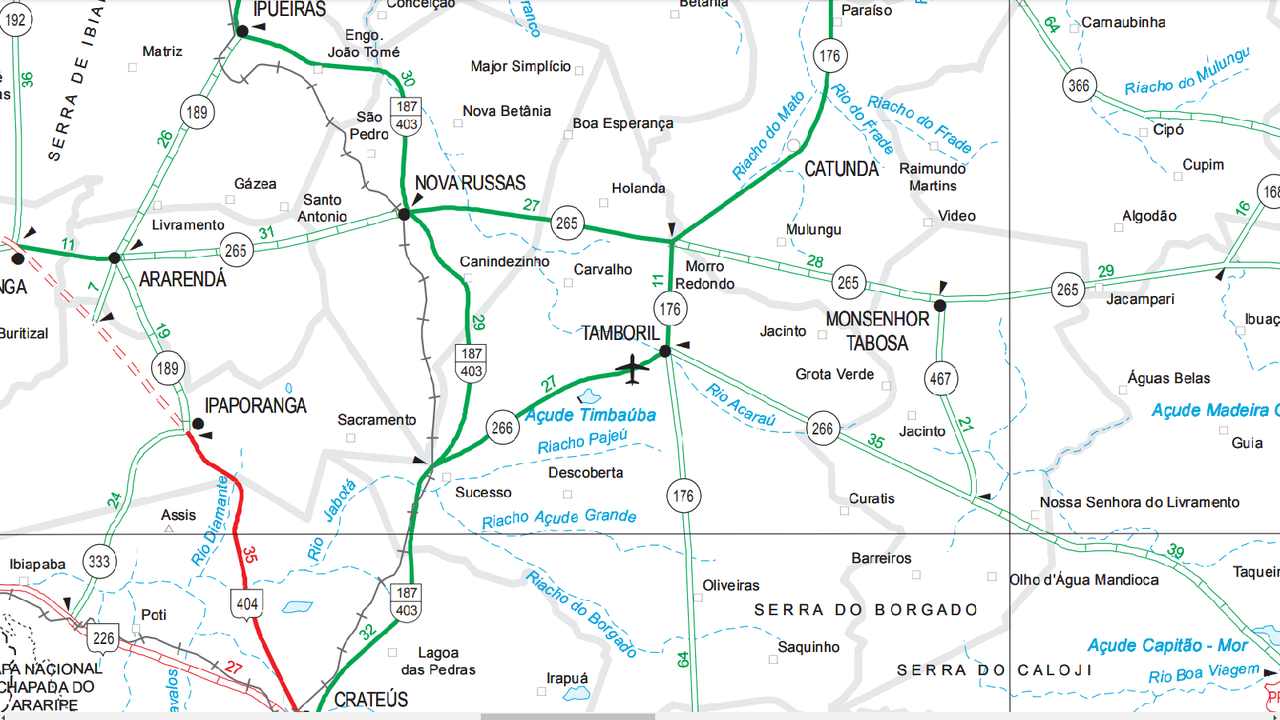 IPUEIRAS
Conceição
Betânia
Paraíso
192
64
Carnaubinha
Engo.
João Tomé
Matriz
36
Major Simplício
30
176
366
Riacho do Mulungu
SERRA DE IBIA
189
187
403
Nova Betânia
Boa Esperança
Riacho do Mato
Rio do Frade
Riacho do Frade
26
São
Pedro
Cipó
Cupim
CATUNDA
Raimundo
Martins
Gázea
NOVA RUSSAS
Holanda
Santo
Antonio
27
265
Livramento
31
265
Video
Algodão
16
168
Mulungu
11
ARARENDÁ
Canindezinho
Carvalho
11
Morro
Redondo
28
265
29
265
Jacampari
NGA
7
176
Buritizal
19
29
TAMBORIL
Jacinto
MONSENHOR
TABOSA
Ibuaç
189
187
403
27
Grota Verde
467
Águas Belas
IPAPORANGA
Açude Timbaúba
Rio Acaraú
Açude Madeira C
Sacramento
266
Riacho Pajeú
266
35
Jacinto
21
Guia
Descoberta
Sucesso
24
Assis
Rio Diamante
Rio Jabotá
Riacho Açude Grande
176
Curatis
Nossa Senhora do Livramento
333
35
39
Ibiapaba
Barreiros
Olho d'Água Mandioca
Taqueir
404
187
403
Riacho do Borgado
Oliveiras
SERRA DO BORGADO
Poti
226
32
Saquinho
Açude Capitão - Mor
27
Lagoa
das Pedras
64
SERRA DO CALOJI
Rio Boa Viagem
APA NACIONAL
CHAPADA DO
ARARIPE
Irapuá
CRATEÚS